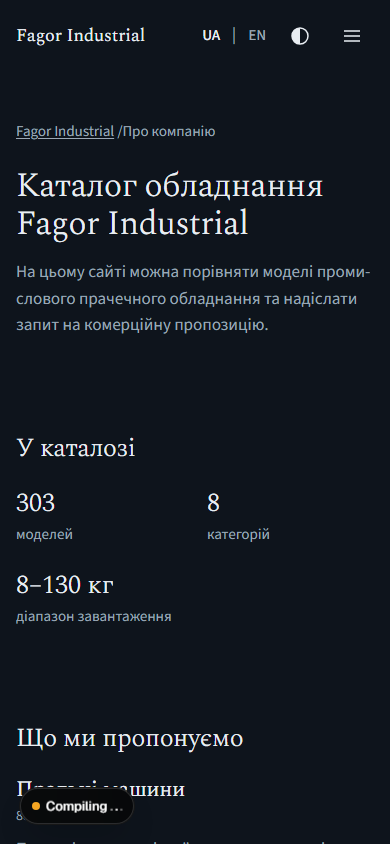 Fagor Industrial
UA | EN
Fagor Industrial /Про компанію
Каталог обладнання
Fagor Industrial
На цьому сайті можна порівняти моделі проми-
слового прачечного обладнання та надіслати
запит на комерційну пропозицію.
У каталозі
303
моделей
8
категорій
8–130 кг
діапазон завантаження
Що ми пропонуємо
Compiling ...